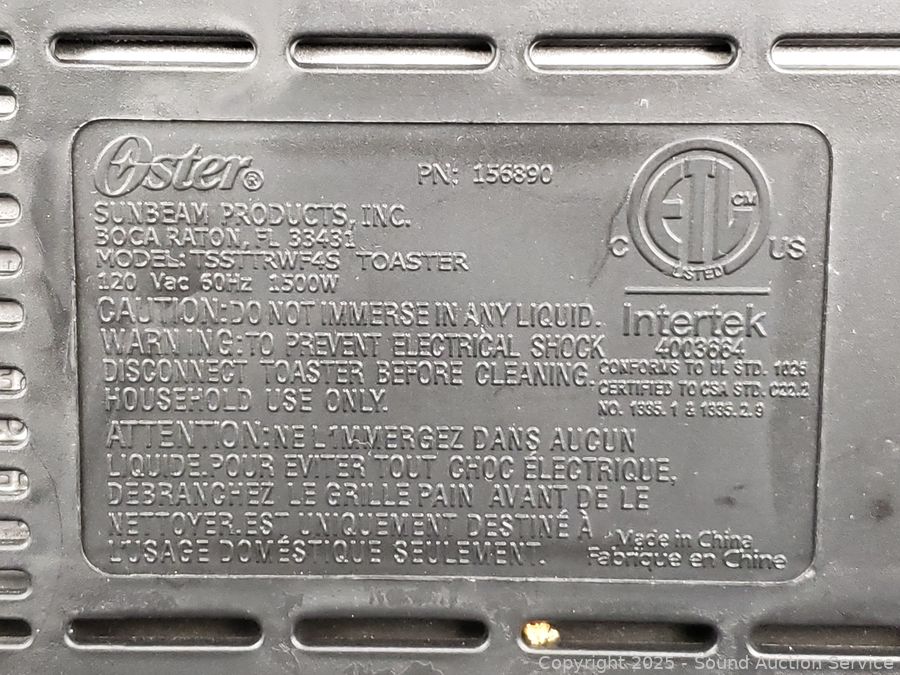 Oster®
PN: 156890
SUNBEAM PRODUCTS, INC.
BOCA RATON, FL 33431
MODEL: TSSTTRWF4S TOASTER
120 Vac 60Hz 1500W
CAUTION: DO NOT IMMERSE IN ANY LIQUID.
WARNING: TO PREVENT ELECTRICAL SHOCK
DISCONNECT TOASTER BEFORE CLEANING.
HOUSEHOLD USE ONLY.
ATTENTION: NE L'IMMERGEZ DANS AUCUN
LIQUIDE. POUR EVITER TOUT CHOC ÉLECTRIQUE,
DEBRANCHEZ LE GRILLE PAIN AVANT DE LE
NETTOYER. EST UNIQUEMENT DESTINÉ À
L'USAGE DOMÉSTIQUE SEULEMENT.
ETL CM
C US
LISTED
Intertek
4003664
CONFORMS TO UL STD. 1026
CERTIFIED TO CSA STD. C22.2
NO. 1335.1 & 1335.2.9
Made in China
Fabrique en Chine
Copyright 2025 - Sound Auction Service